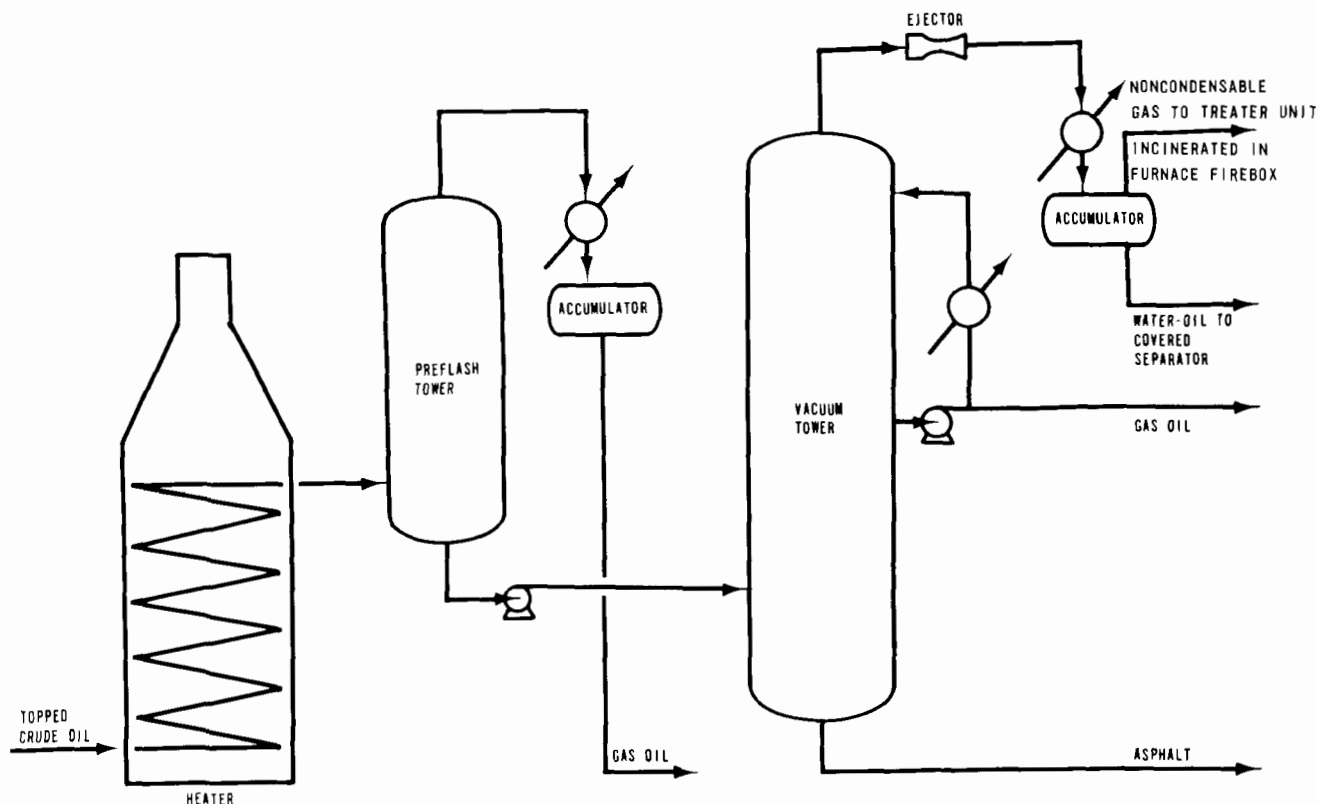 EJECTOR
NONCONDENSABLE
GAS TO TREATER UNIT
INCINERATED IN
FURNACE FIREBOX
ACCUMULATOR
ACCUMULATOR
WATER-OIL TO
COVERED
SEPARATOR
PREFLASH
TOWER
VACUUM
TOWER
GAS OIL
TOPPED
CRUDE OIL
GAS OIL
ASPHALT
HEATER